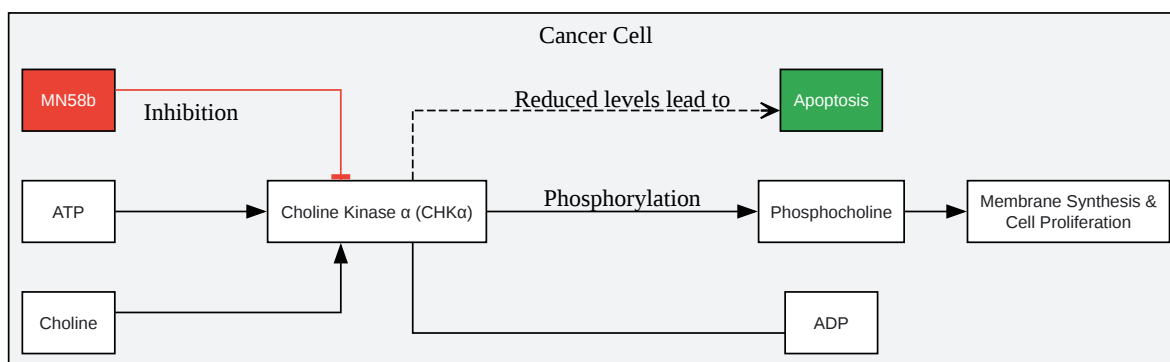 Cancer Cell
MN58b
Inhibition
Reduced levels lead to
Apoptosis
ATP
Choline Kinase α (CHKα)
Phosphorylation
Phosphocholine
Membrane Synthesis &
Cell Proliferation
Choline
ADP